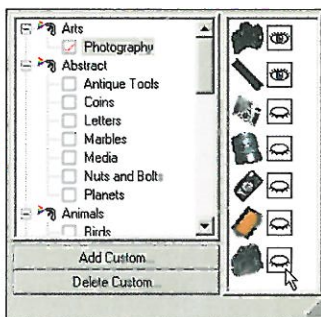 Arts
Photography
Abstract
Antique Tools
Coins
Letters
Marbles
Media
Nuts and Bolts
Planets
Animals
Birds
Add Custom...
Delete Custom...